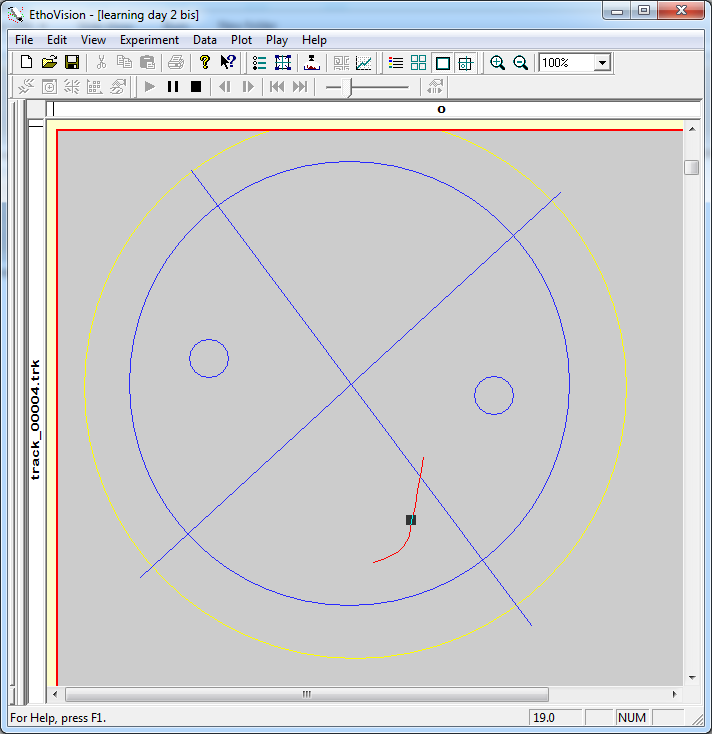 EthoVision - [learning day 2 bis]
File Edit View Experiment Data Plot Play Help
100%
0
track_00004.trk
For Help, press F1.
19.0
NUM